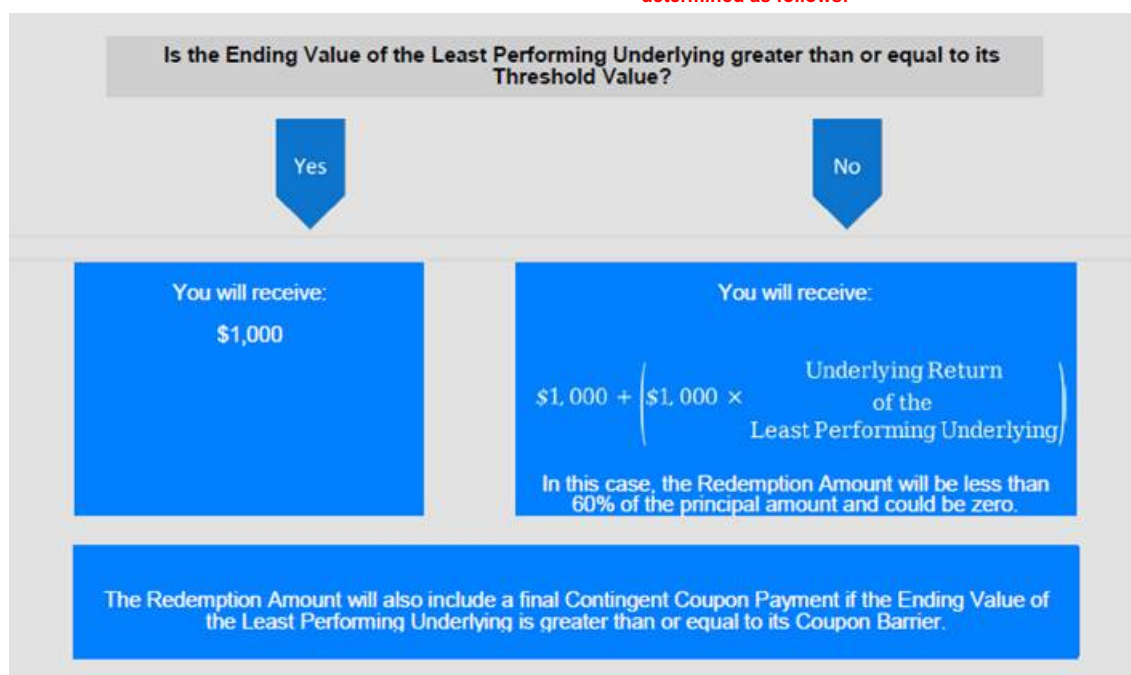 determined as follows:
Is the Ending Value of the Least Performing Underlying greater than or equal to its
Threshold Value?
Yes
No
You will receive:
$1,000
You will receive:
$1, 000 + ($1, 000 × Underlying Return
of the
Least Performing Underlying)
In this case, the Redemption Amount will be less than
60% of the principal amount and could be zero.
The Redemption Amount will also include a final Contingent Coupon Payment if the Ending Value of
the Least Performing Underlying is greater than or equal to its Coupon Barrier.